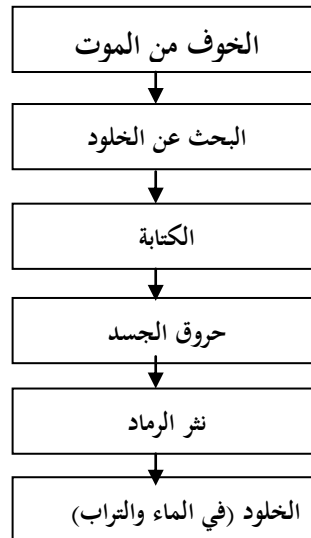 الخوف من الموت
البحث عن الخلود
الكتابة
حروق الجسد
نثر الرماد
الخلود (في الماء والتراب)